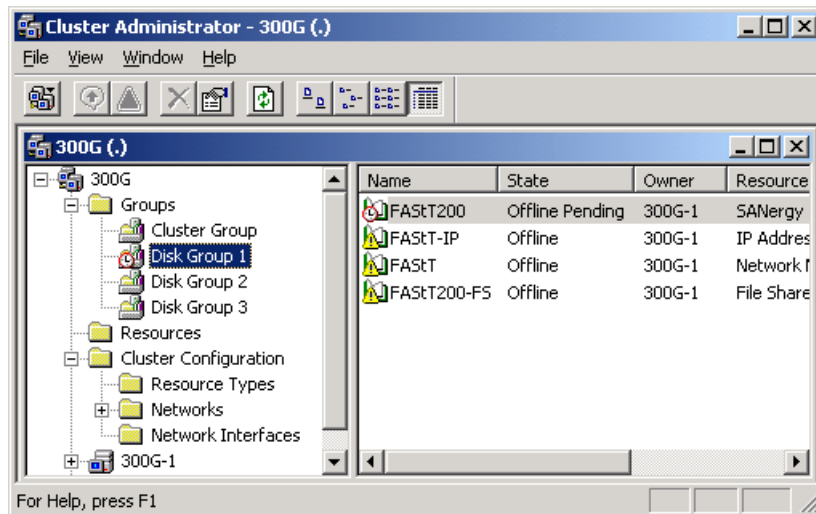 Cluster Administrator - 300G (.)
File View Window Help
300G (.)
300G
Groups
Cluster Group
Disk Group 1
Disk Group 2
Disk Group 3
Resources
Cluster Configuration
Resource Types
Networks
Network Interfaces
300G-1
Name State Owner Resource
FAStT200 Offline Pending 300G-1 SANergy
FAStT-IP Offline 300G-1 IP Addres
FAStT Offline 300G-1 Network
FAStT200-FS Offline 300G-1 File Share
For Help, press F1